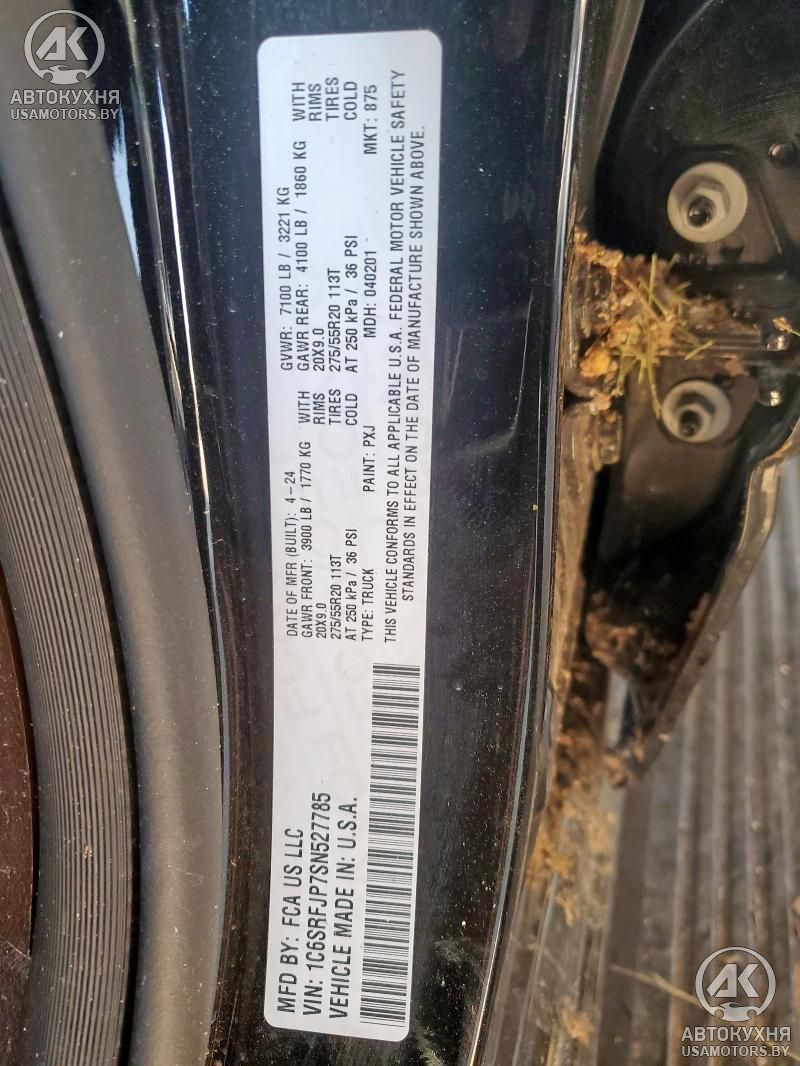 AK
АВТОКУХНЯ
USAMOTORS.BY
MFD BY: FCA US LLC
VIN: 1C6SRFJP7SN527785
VEHICLE MADE IN: U.S.A.
DATE OF MFR (BUILT): 4-24 GVWR: 7100 LB / 3221 KG
GAWR FRONT: 3900 LB / 1770 KG WITH GAWR REAR: 4100 LB / 1860 KG WITH
20X9.0 RIMS 20X9.0 RIMS
275/55R20 113T TIRES 275/55R20 113T TIRES
AT 250 kPa / 36 PSI COLD AT 250 kPa / 36 PSI COLD
TYPE: TRUCK PAINT: PXJ MDH: 040201 MKT: 875
THIS VEHICLE CONFORMS TO ALL APPLICABLE U.S.A. FEDERAL MOTOR VEHICLE SAFETY
STANDARDS IN EFFECT ON THE DATE OF MANUFACTURE SHOWN ABOVE.
AK
АВТОКУХНЯ
USAMOTORS.BY